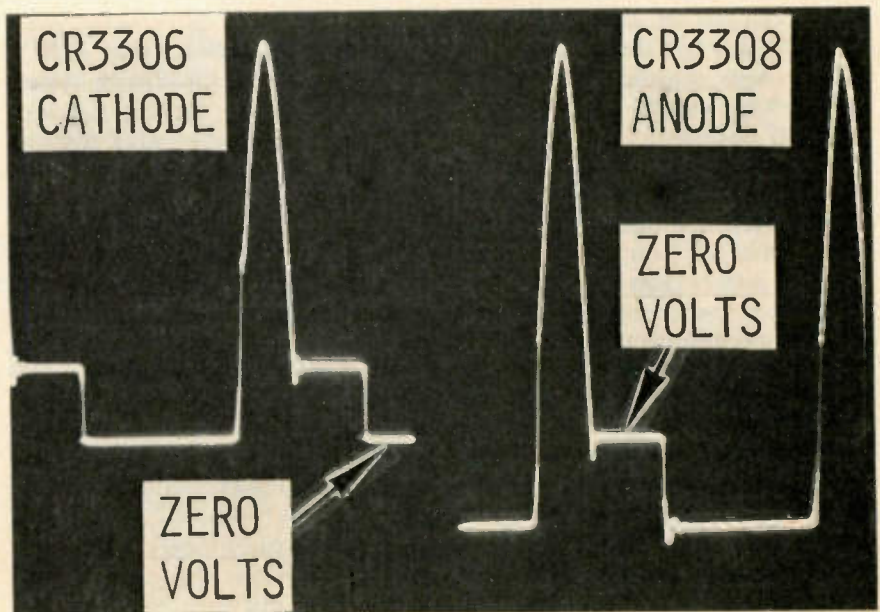 CR3306
CATHODE
CR3308
ANODE
ZERO
VOLTS
ZERO
VOLTS